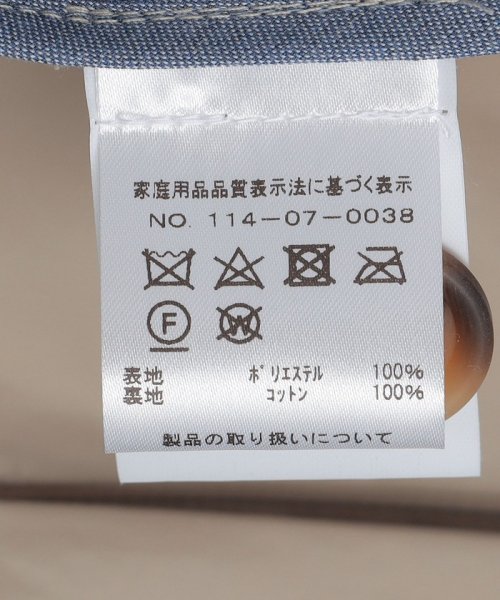 家庭用品品質表示法に基づく表示
NO. 114-07-0038
F W
表地 ポリエステル 100%
裏地 コットン 100%
製品の取り扱いについて